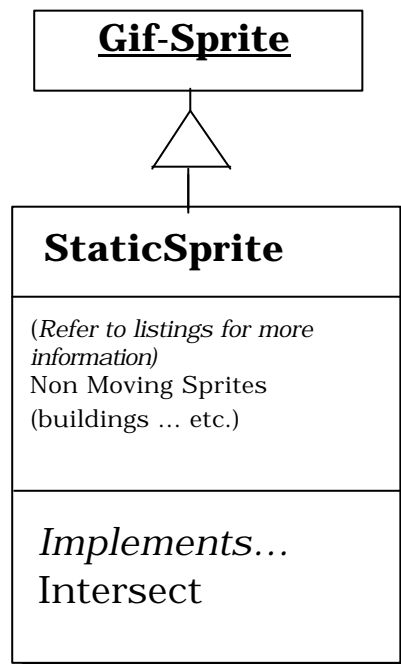 Gif-Sprite
StaticSprite
(Refer to listings for more
information)
Non Moving Sprites
(buildings … etc.)
Implements…
Intersect